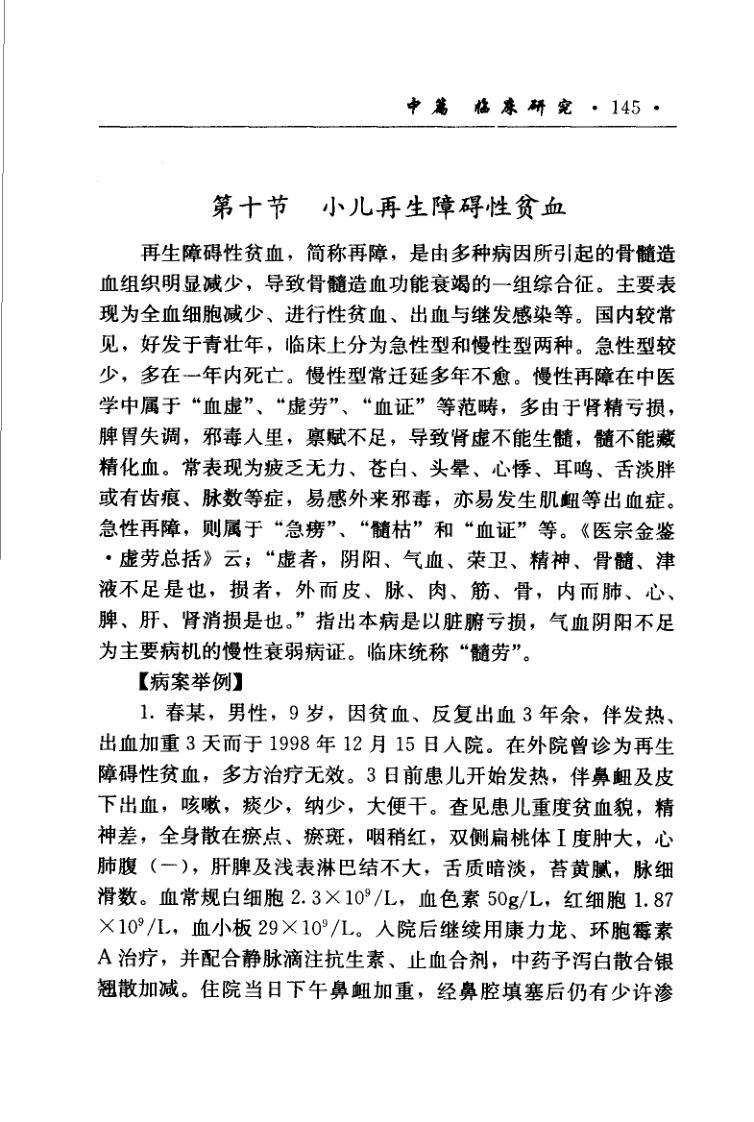 中篇 临床研究 · 145 ·
第十节 小儿再生障碍性贫血
再生障碍性贫血，简称再障，是由多种病因所引起的骨髓造
血组织明显减少，导致骨髓造血功能衰竭的一组综合征。主要表
现为全血细胞减少、进行性贫血、出血与继发感染等。国内较常
见，好发于青壮年，临床上分为急性型和慢性型两种。急性型较
少，多在一年内死亡。慢性型常迁延多年不愈。慢性再障在中医
学中属于“血虚”、“虚劳”、“血证”等范畴，多由于肾精亏损，
脾胃失调，邪毒人里，禀赋不足，导致肾虚不能生髓，髓不能藏
精化血。常表现为疲乏无力、苍白、头晕、心悸、耳鸣、舌淡胖
或有齿痕、脉数等症，易感外来邪毒，亦易发生肌衄等出血症。
急性再障，则属于“急痨”、“髓枯”和“血证”等。《医宗金鉴
·虚劳总括》云；“虚者，阴阳、气血、荣卫、精神、骨髓、津
液不足是也，损者，外而皮、脉、肉、筋、骨，内而肺、心、
脾、肝、肾消损是也。”指出本病是以脏腑亏损，气血阴阳不足
为主要病机的慢性衰弱病证。临床统称“髓劳”。
【病案举例】
1. 春某，男性，9 岁，因贫血、反复出血 3 年余，伴发热、
出血加重 3 天而于 1998 年 12 月 15 日人院。在外院曾诊为再生
障碍性贫血，多方治疗无效。3 日前患儿开始发热，伴鼻衄及皮
下出血，咳嗽，痰少，纳少，大便干。查见患儿重度贫血貌，精
神差，全身散在瘀点、瘀斑，咽稍红，双侧扁桃体Ⅰ度肿大，心
肺腹（－），肝脾及浅表淋巴结不大，舌质暗淡，苔黄腻，脉细
滑数。血常规白细胞 2.3×10⁹/L，血色素 50g/L，红细胞 1.87
×10⁹/L，血小板 29×10⁹/L。人院后继续用康力龙、环胞霉素
A 治疗，并配合静脉滴注抗生素、止血合剂，中药予泻白散合银
翘散加减。住院当日下午鼻衄加重，经鼻腔填塞后仍有少许渗